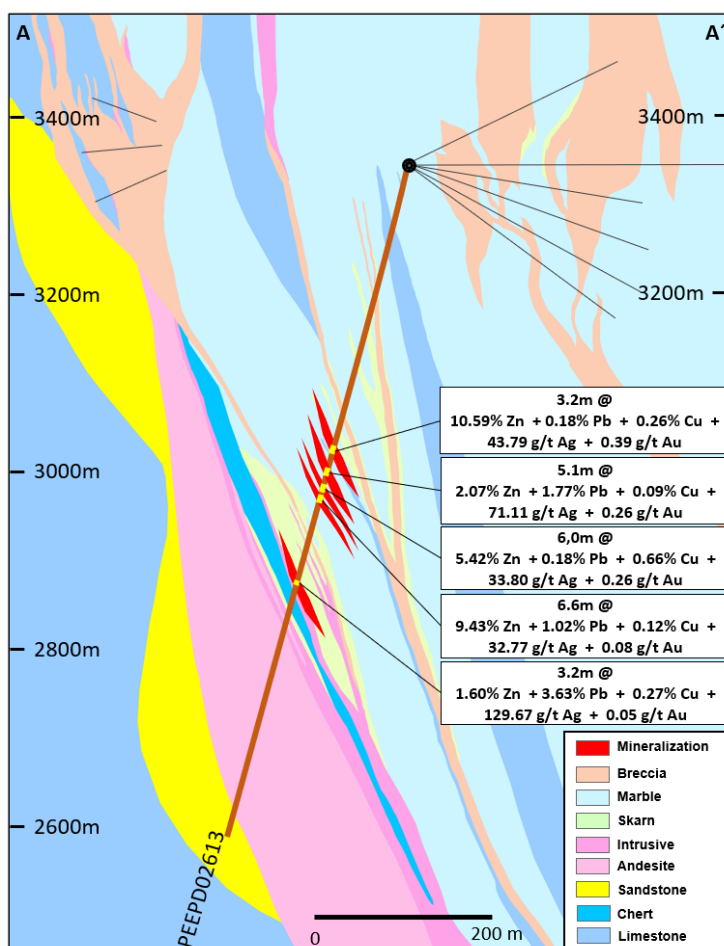 A
A'
3400m
3400m
3200m
3200m
3.2m @
10.59% Zn + 0.18% Pb + 0.26% Cu +
43.79 g/t Ag + 0.39 g/t Au
3000m
5.1m @
2.07% Zn + 1.77% Pb + 0.09% Cu +
71.11 g/t Ag + 0.26 g/t Au
6,0m @
5.42% Zn + 0.18% Pb + 0.66% Cu +
33.80 g/t Ag + 0.26 g/t Au
6.6m @
9.43% Zn + 1.02% Pb + 0.12% Cu +
32.77 g/t Ag + 0.08 g/t Au
2800m
3.2m @
1.60% Zn + 3.63% Pb + 0.27% Cu +
129.67 g/t Ag + 0.05 g/t Au
2600m
PEEPD02613
0
200 m
Mineralization
Breccia
Marble
Skarn
Intrusive
Andesite
Sandstone
Chert
Limestone